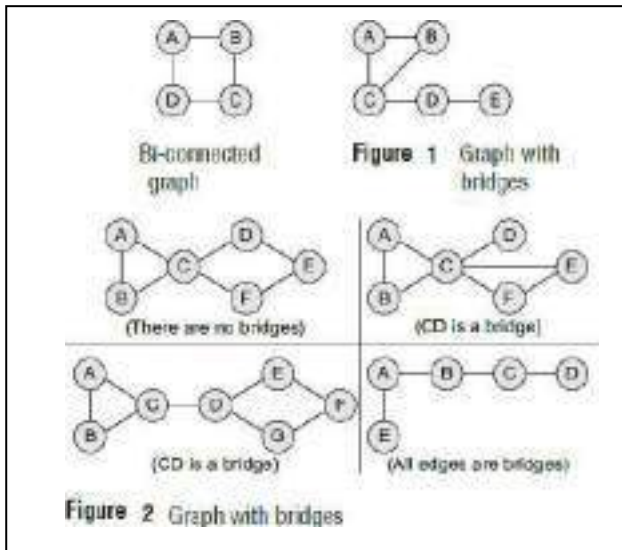 A B
D C
Bi-connected
graph
A B
C D E
Figure 1 Graph with
bridges
A D
C E
B F
(There are no bridges)
A D
C E
B F
(CD is a bridge)
A E
C D F
B G
(CD is a bridge)
A B C D
E
(All edges are bridges)
Figure 2 Graph with bridges